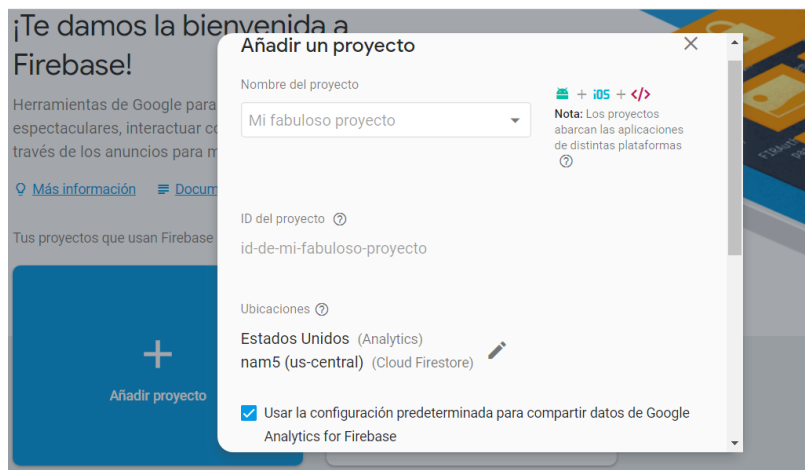 ¡Te damos la bienvenida a
Firebase!
Herramientas de Google para
espectaculares, interactuar
través de los anuncios para
Más información
Tus proyectos que usan Firebase
Añadir proyecto
Añadir un proyecto
Nombre del proyecto
Mi fabuloso proyecto
+ iOS + </>
Nota: Los proyectos
abarcan las aplicaciones
de distintas plataformas
ID del proyecto
id-de-mi-fabuloso-proyecto
Ubicaciones
Estados Unidos (Analytics)
nam5 (us-central) (Cloud Firestore)
Usar la configuración predeterminada para compartir datos de Google
Analytics for Firebase